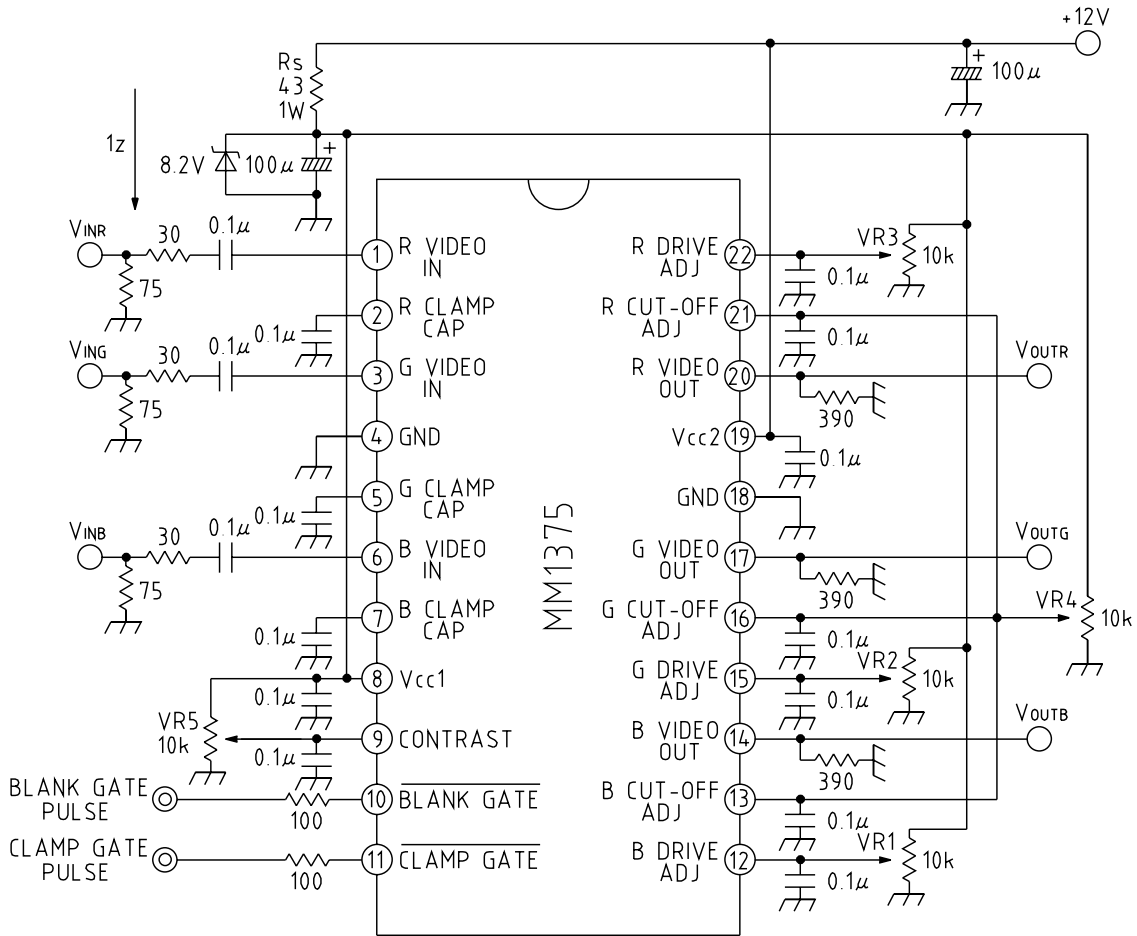 +12V
Rs
43
1W
+
100μ
1z
8.2V
100μ
+
VINR
30
0.1μ
75
1
R VIDEO
IN
R DRIVE
ADJ
22
VR3
10k
0.1μ
2
R CLAMP
CAP
0.1μ
R CUT-OFF
ADJ
21
0.1μ
VING
30
0.1μ
75
3
G VIDEO
IN
R VIDEO
OUT
20
390
VOUTR
4
GND
Vcc2
19
0.1μ
5
G CLAMP
CAP
0.1μ
GND
18
MM1375
VINB
30
0.1μ
75
6
B VIDEO
IN
G VIDEO
OUT
17
390
VOUTG
7
B CLAMP
CAP
0.1μ
G CUT-OFF
ADJ
16
0.1μ
VR4
10k
8
Vcc1
0.1μ
G DRIVE
ADJ
15
0.1μ
VR2
10k
VR5
10k
9
CONTRAST
0.1μ
B VIDEO
OUT
14
390
VOUTB
BLANK GATE
PULSE
100
10
BLANK GATE
B CUT-OFF
ADJ
13
0.1μ
CLAMP GATE
PULSE
100
11
CLAMP GATE
B DRIVE
ADJ
12
0.1μ
VR1
10k